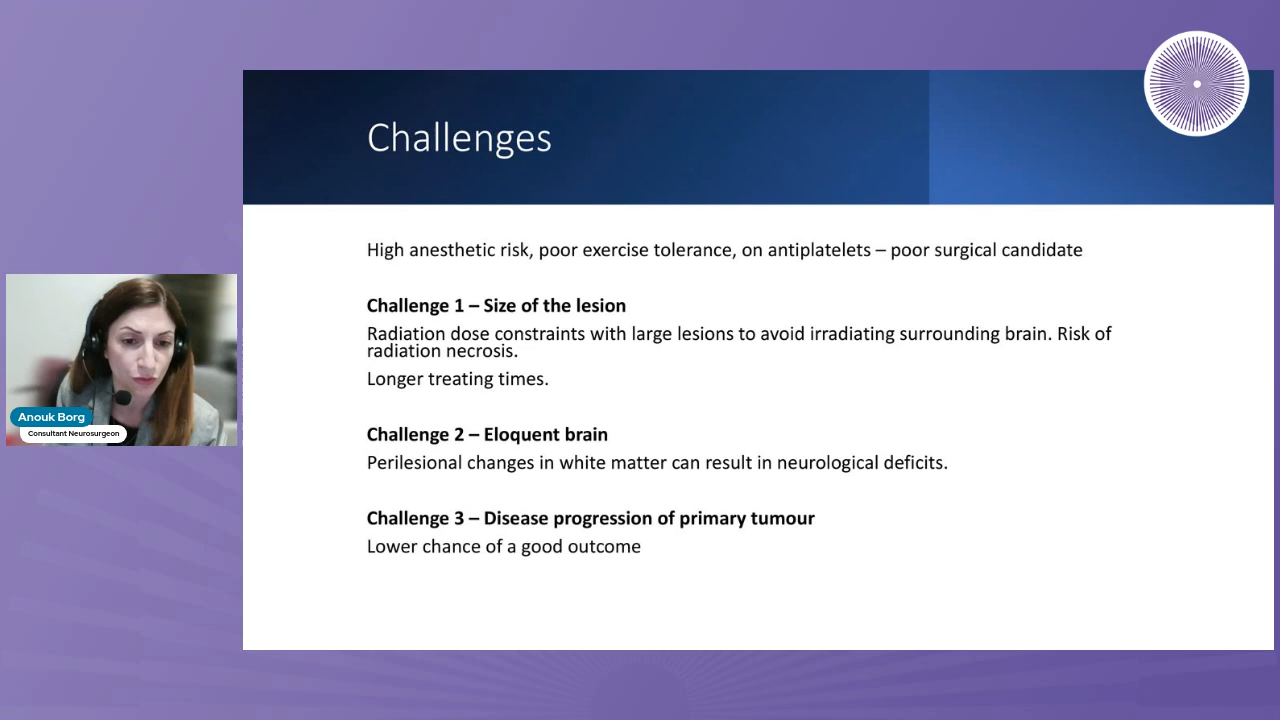 Challenges
High anesthetic risk, poor exercise tolerance, on antiplatelets – poor surgical candidate
Challenge 1 – Size of the lesion
Radiation dose constraints with large lesions to avoid irradiating surrounding brain. Risk of
radiation necrosis.
Longer treating times.
Challenge 2 – Eloquent brain
Perilesional changes in white matter can result in neurological deficits.
Challenge 3 – Disease progression of primary tumour
Lower chance of a good outcome
Anouk Borg
Consultant Neurosurgeon